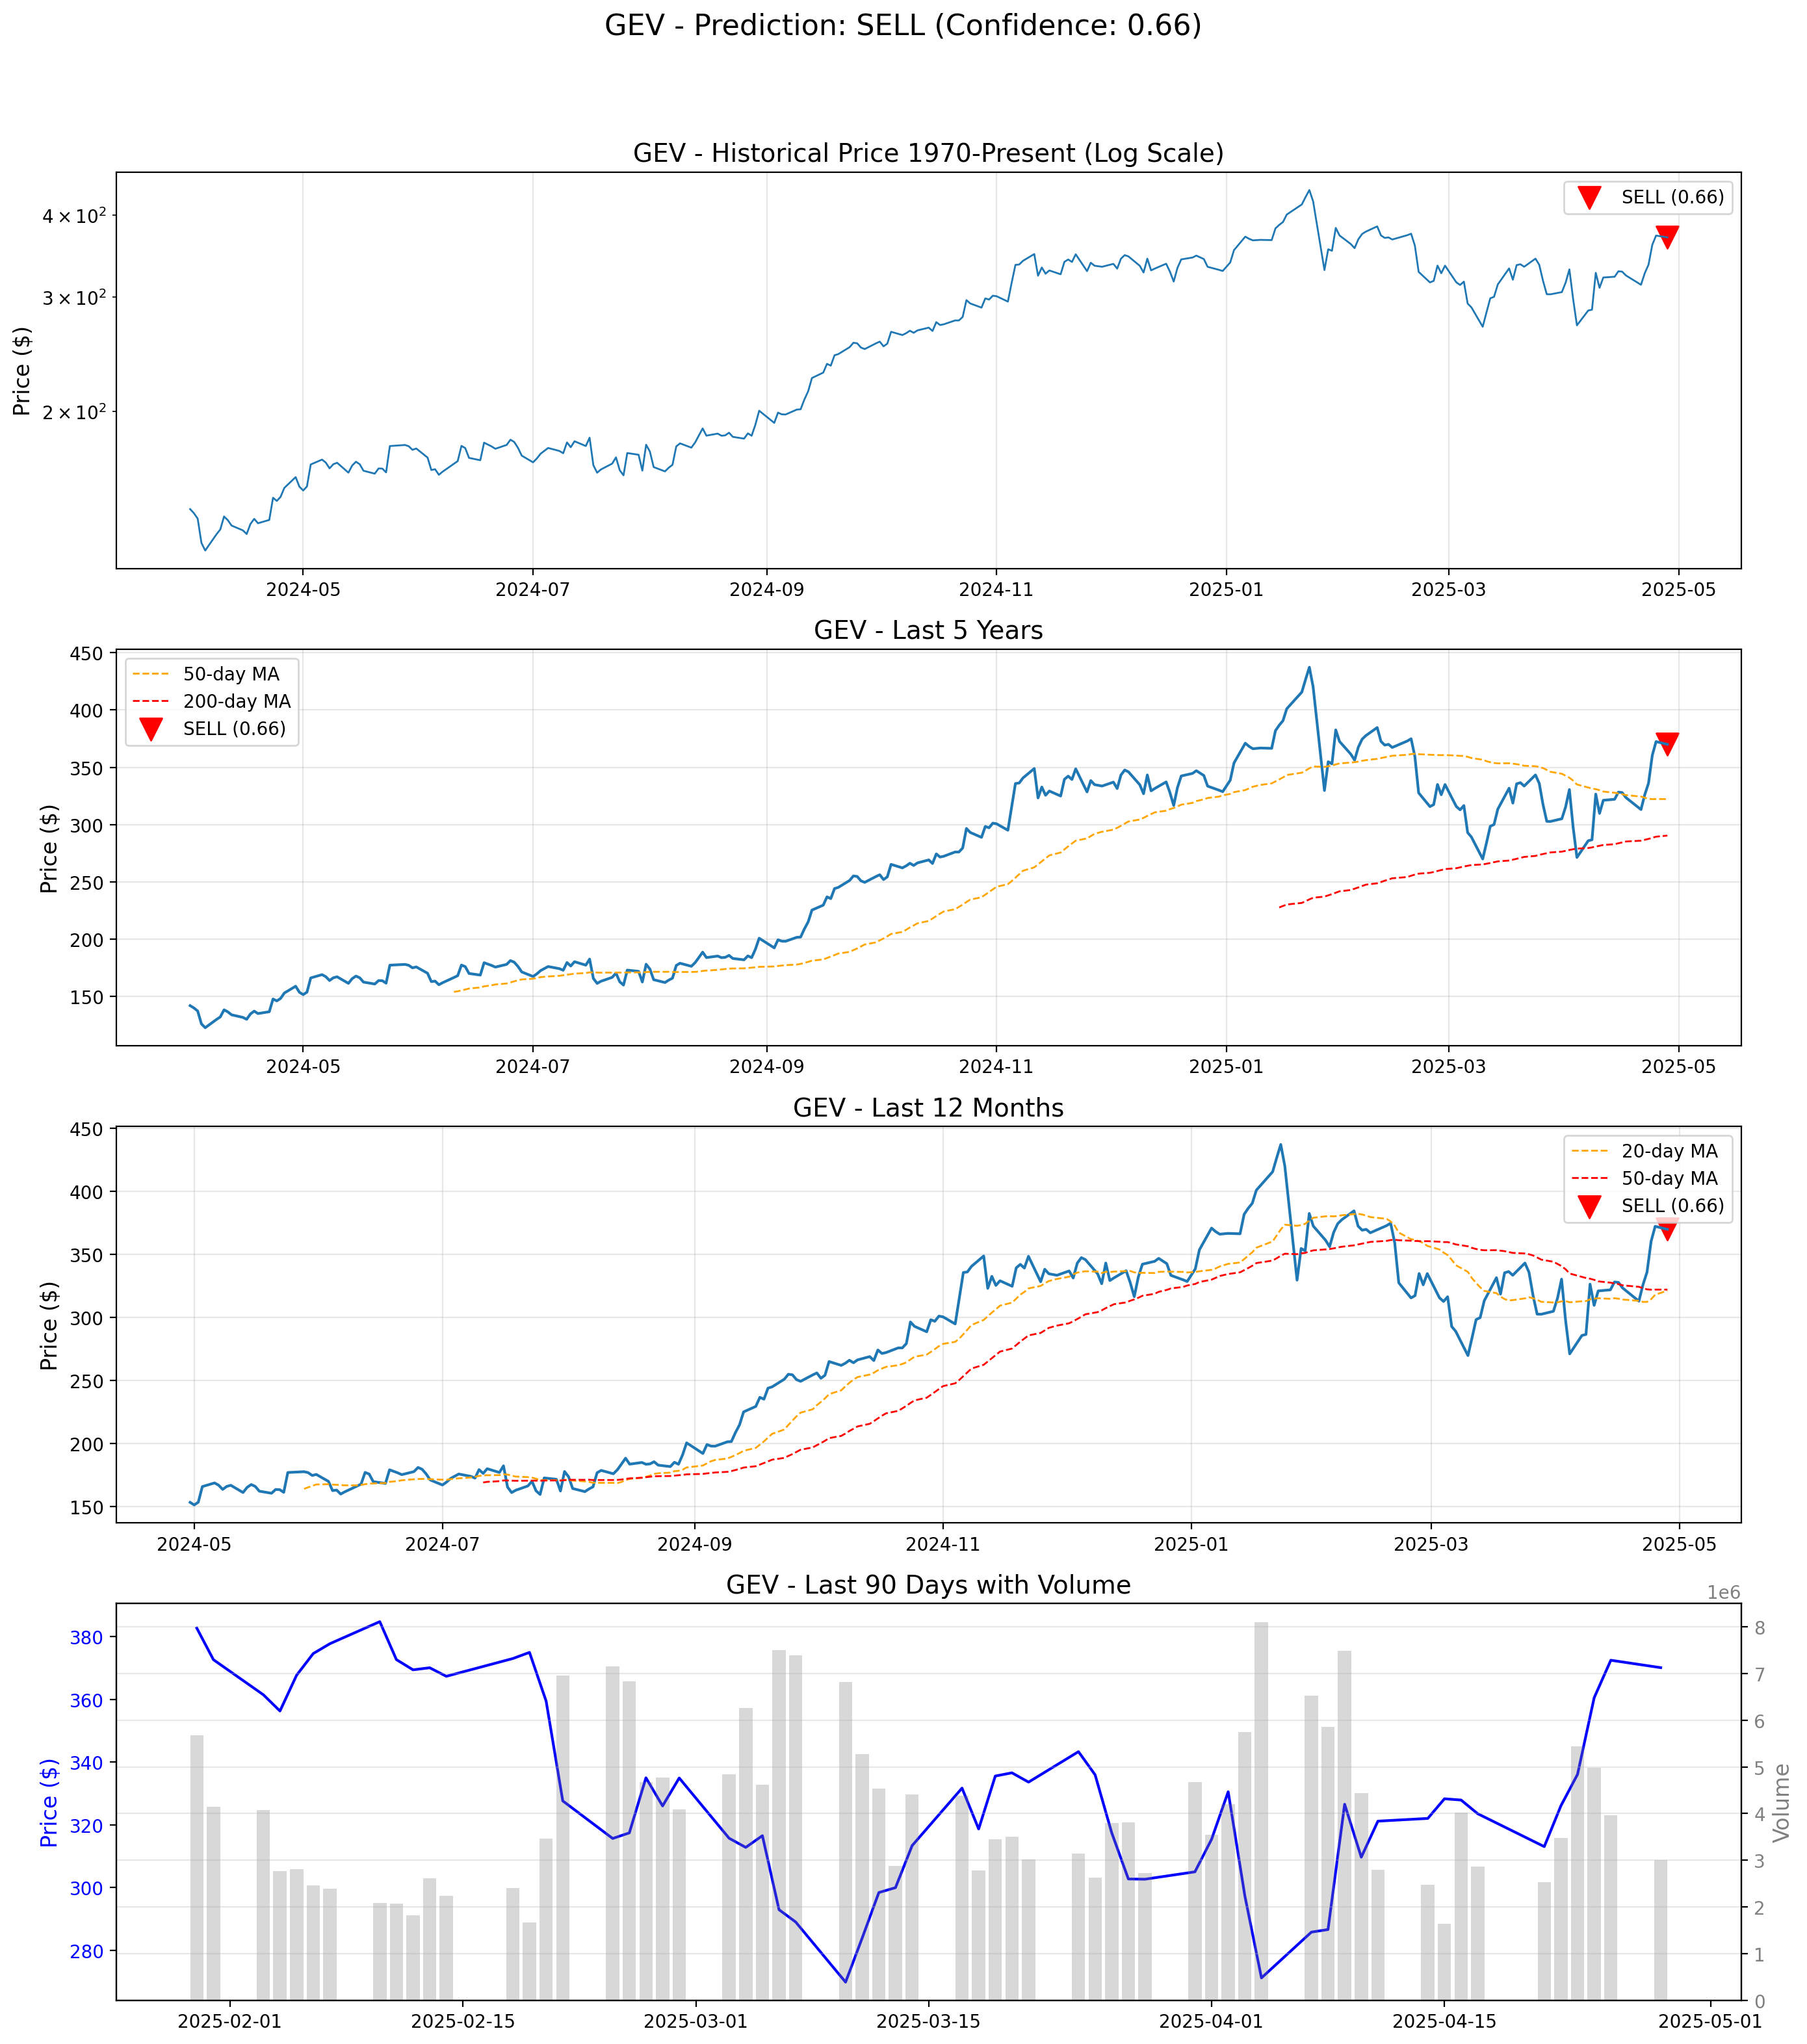 GEV - Prediction: SELL (Confidence: 0.66)
GEV - Historical Price 1970-Present (Log Scale)
Price ($)
4 × 10²
3 × 10²
2 × 10²
SELL (0.66)
2024-05 2024-07 2024-09 2024-11 2025-01 2025-03 2025-05
GEV - Last 5 Years
Price ($)
450
400
350
300
250
200
150
50-day MA
200-day MA
SELL (0.66)
2024-05 2024-07 2024-09 2024-11 2025-01 2025-03 2025-05
GEV - Last 12 Months
Price ($)
450
400
350
300
250
200
150
20-day MA
50-day MA
SELL (0.66)
2024-05 2024-07 2024-09 2024-11 2025-01 2025-03 2025-05
GEV - Last 90 Days with Volume
1e6
Price ($)
380
360
340
320
300
280
8
7
6
5
4
3
2
1
0
Volume
2025-02-01 2025-02-15 2025-03-01 2025-03-15 2025-04-01 2025-04-15 2025-05-01